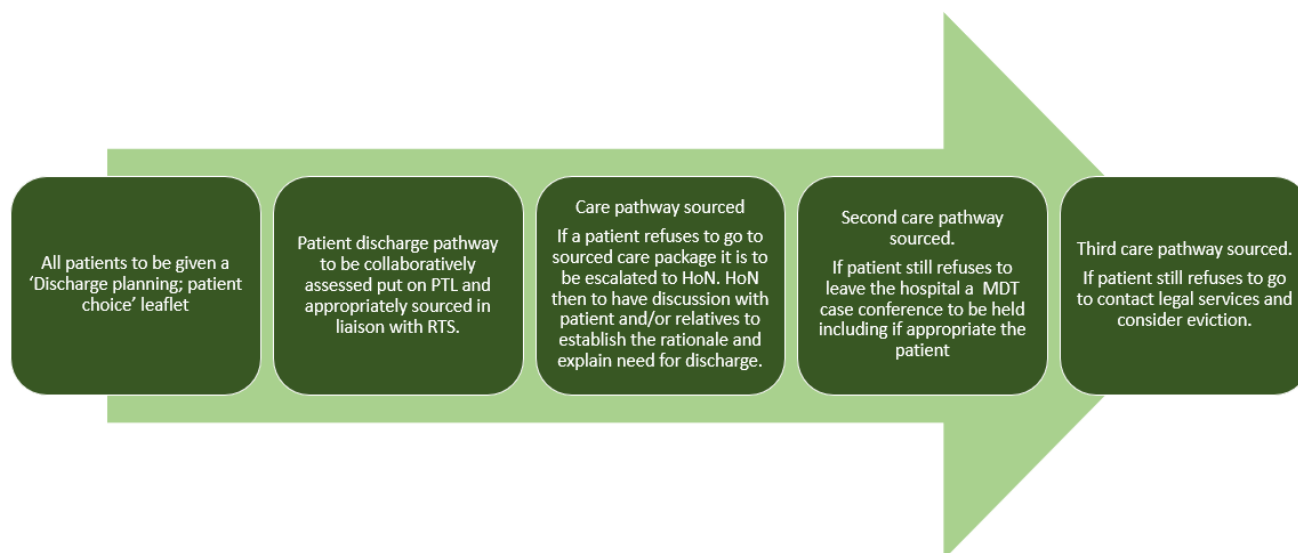 All patients to be given a
'Discharge planning; patient
choice' leaflet
Patient discharge pathway
to be collaboratively
assessed put on PTL and
appropriately sourced in
liaison with RTS.
Care pathway sourced
If a patient refuses to go to
sourced care package it is to
be escalated to HoN. HoN
then to have discussion with
patient and/or relatives to
establish the rationale and
explain need for discharge.
Second care pathway
sourced.
If patient still refuses to
leave the hospital a  MDT
case conference to be held
including if appropriate the
patient
Third care pathway sourced.
If patient still refuses to go
to contact legal services and
consider eviction.